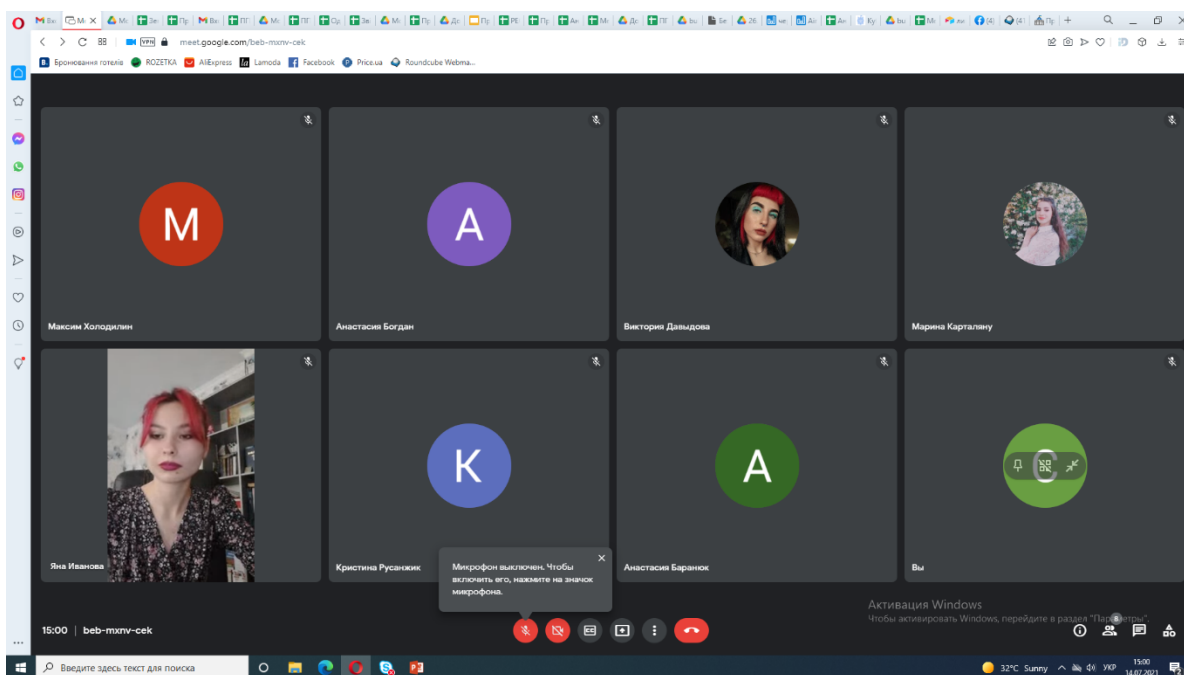 meet.google.com/beb-mxnv-cek
VPN
Бронювання готелів ROZETKA AliExpress Lamoda Facebook Price.ua Roundcube Webma...
М
А
Максим Холодилин
Анастасия Богдан
Виктория Давыдова
Марина Карталяну
К
А
С
Яна Иванова
Кристина Русанжик
Анастасия Баранюк
Вы
Микрофон выключен. Чтобы
включить его, нажмите на значок
микрофона.
Активация Windows
Чтобы активировать Windows, перейдите в раздел
15:00 | beb-mxnv-cek
8
Введите здесь текст для поиска
32°C Sunny
УКР
15:00
14.07.2021